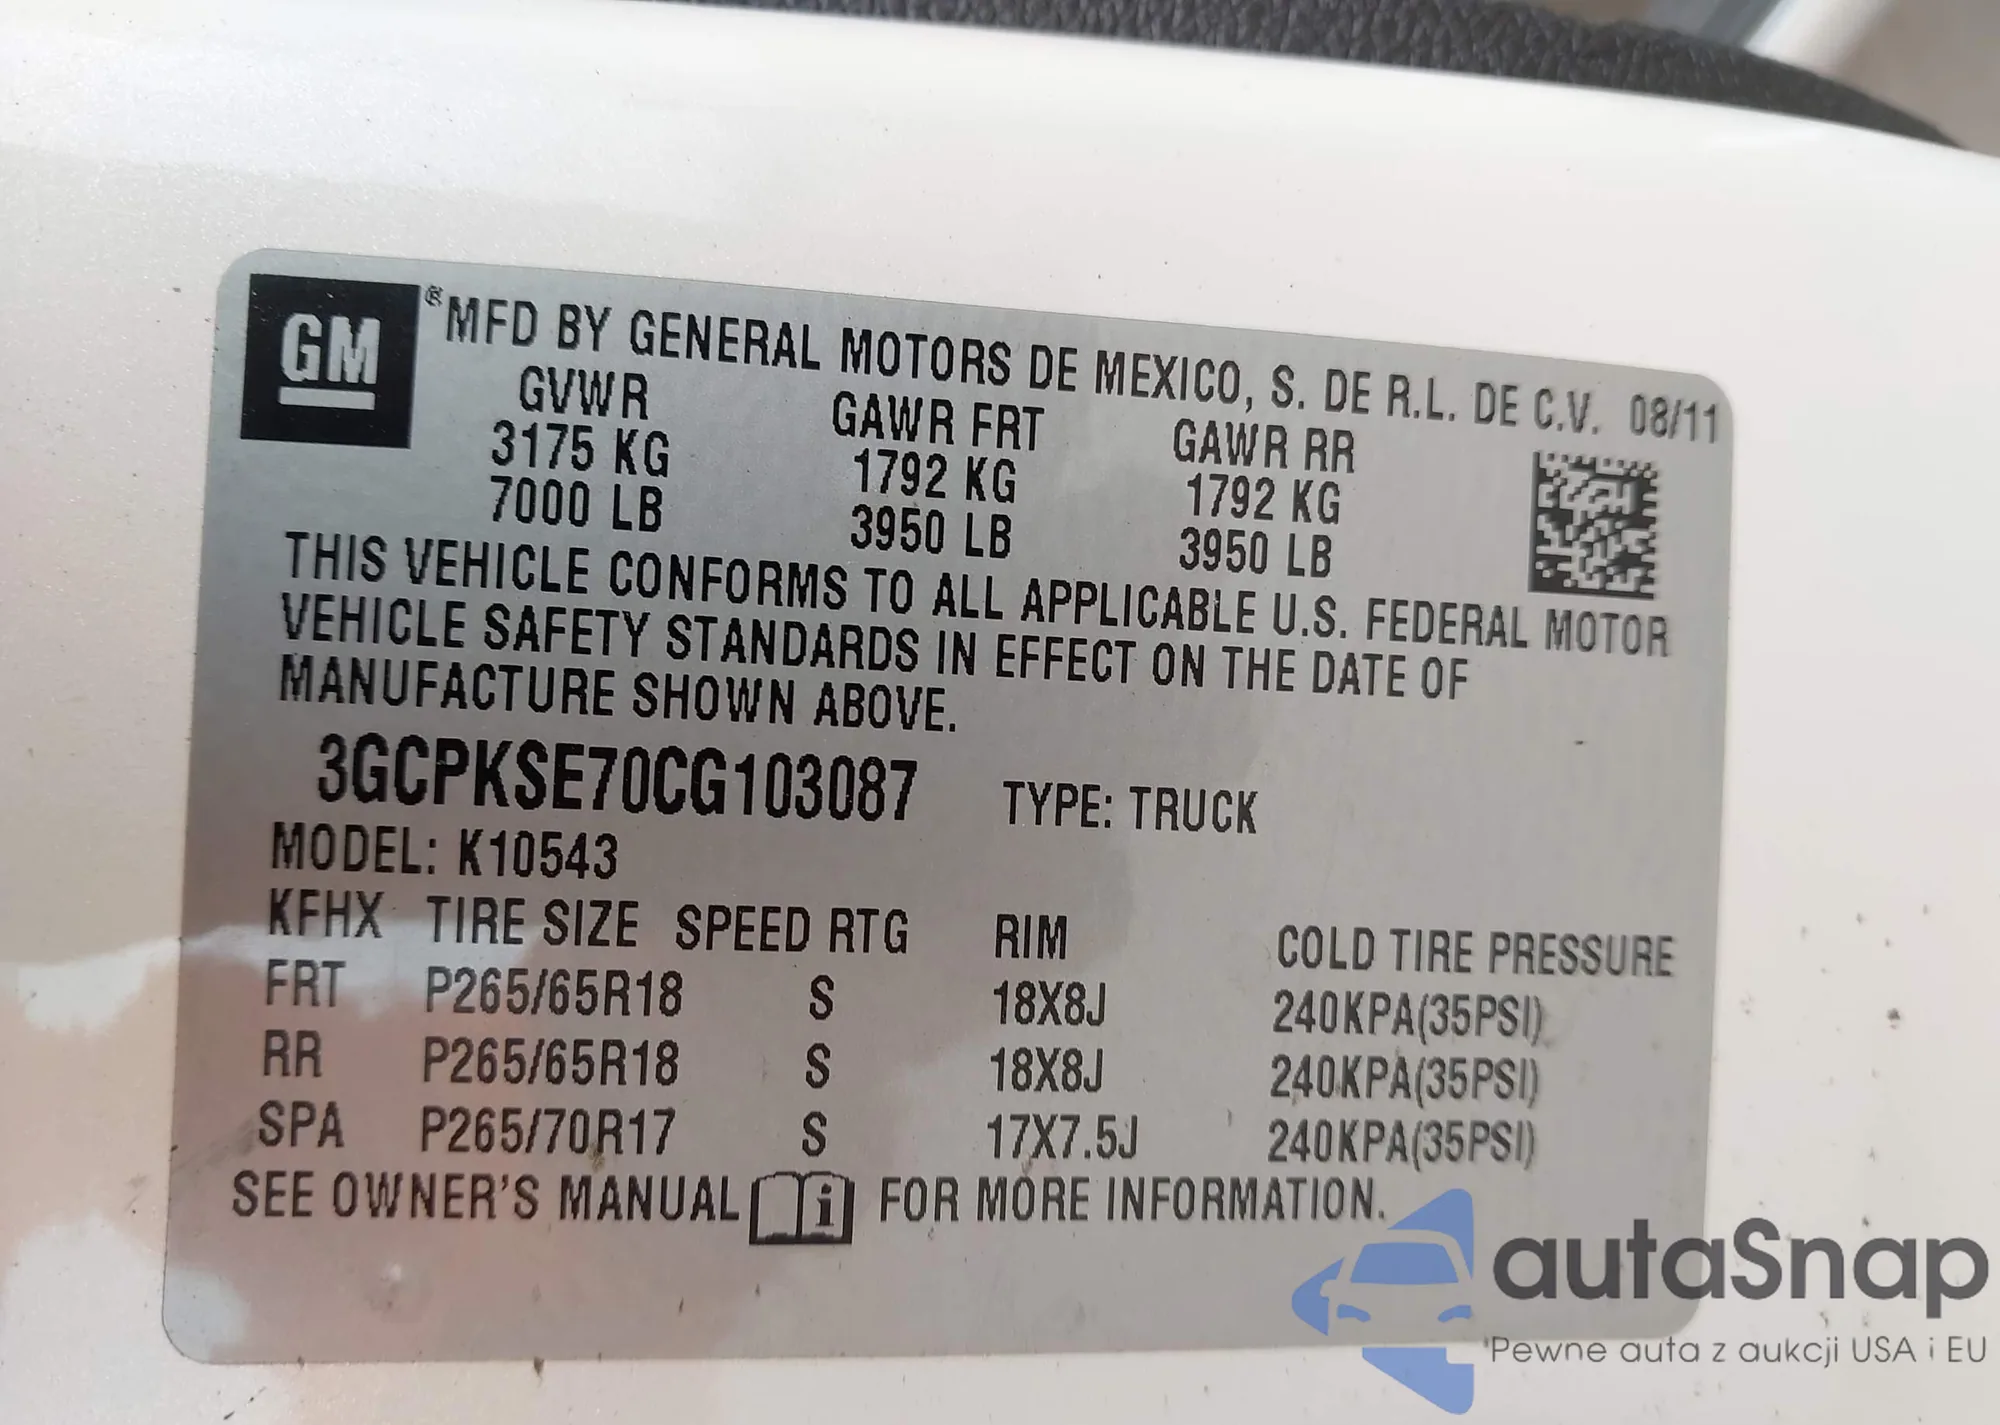 GM ® MFD BY GENERAL MOTORS DE MEXICO, S. DE R.L. DE C.V. 08/11
GVWR GAWR FRT GAWR RR
3175 KG 1792 KG 1792 KG
7000 LB 3950 LB 3950 LB
THIS VEHICLE CONFORMS TO ALL APPLICABLE U.S. FEDERAL MOTOR
VEHICLE SAFETY STANDARDS IN EFFECT ON THE DATE OF
MANUFACTURE SHOWN ABOVE.
3GCPKSE70CG103087 TYPE: TRUCK
MODEL: K10543
KFHX TIRE SIZE SPEED RTG RIM COLD TIRE PRESSURE
FRT P265/65R18 S 18X8J 240KPA(35PSI)
RR P265/65R18 S 18X8J 240KPA(35PSI)
SPA P265/70R17 S 17X7.5J 240KPA(35PSI)
SEE OWNER'S MANUAL i FOR MORE INFORMATION.
autaSnap
Pewne auta z aukcji USA i EU